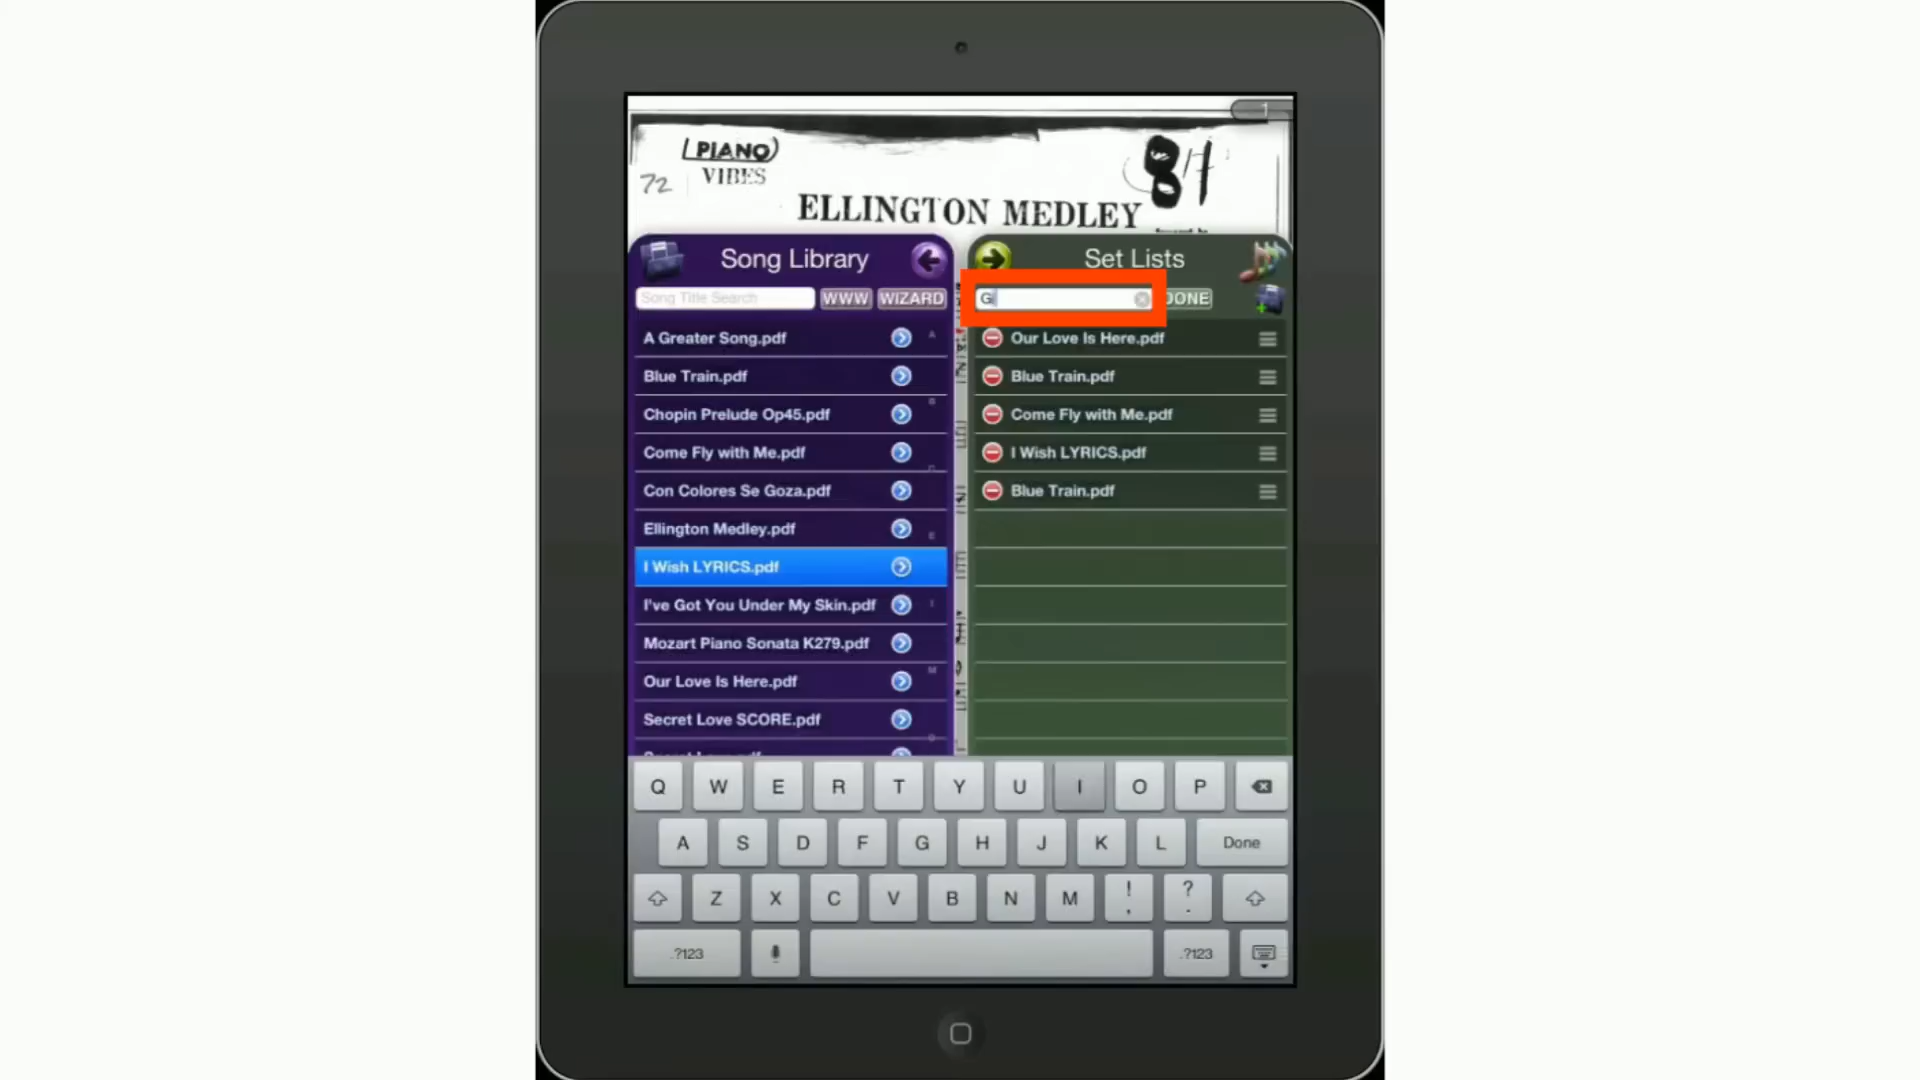 1
PIANO
VIBES
72
84
ELLINGTON MEDLEY
Song Library
Song Title Search
WWW
WIZARD
A Greater Song.pdf
Blue Train.pdf
Chopin Prelude Op45.pdf
Come Fly with Me.pdf
Con Colores Se Goza.pdf
Ellington Medley.pdf
I Wish LYRICS.pdf
I've Got You Under My Skin.pdf
Mozart Piano Sonata K279.pdf
Our Love Is Here.pdf
Secret Love SCORE.pdf
A
B
C
E
I
M
O
Set Lists
G
DONE
Our Love Is Here.pdf
Blue Train.pdf
Come Fly with Me.pdf
I Wish LYRICS.pdf
Blue Train.pdf
Q W E R T Y U I O P
A S D F G H J K L Done
Z X C V B N M ! , ? .
.?123 .?123